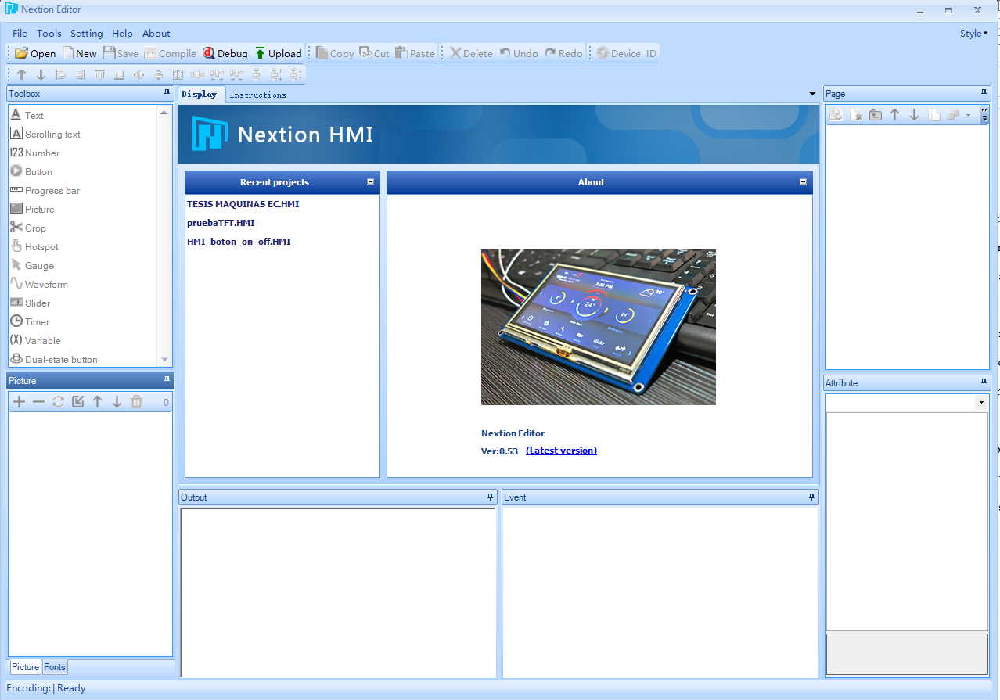 Nextion Editor
File Tools Setting Help About Style
Open New Save Compile Debug Upload Copy Cut Paste Delete Undo Redo Device ID
Toolbox
Text
Scrolling text
123 Number
Button
Progress bar
Picture
Crop
Hotspot
Gauge
Waveform
Slider
Timer
(X) Variable
Dual-state button
Picture
0
Picture Fonts
Display Instructions
Nextion HMI
Recent projects
TESIS MAQUINAS EC.HMI
pruebaTFT.HMI
HMI_boton_on_off.HMI
About
Nextion Editor
Ver:0.53 (Latest version)
Output
Event
Page
Attribute
Encoding: | Ready